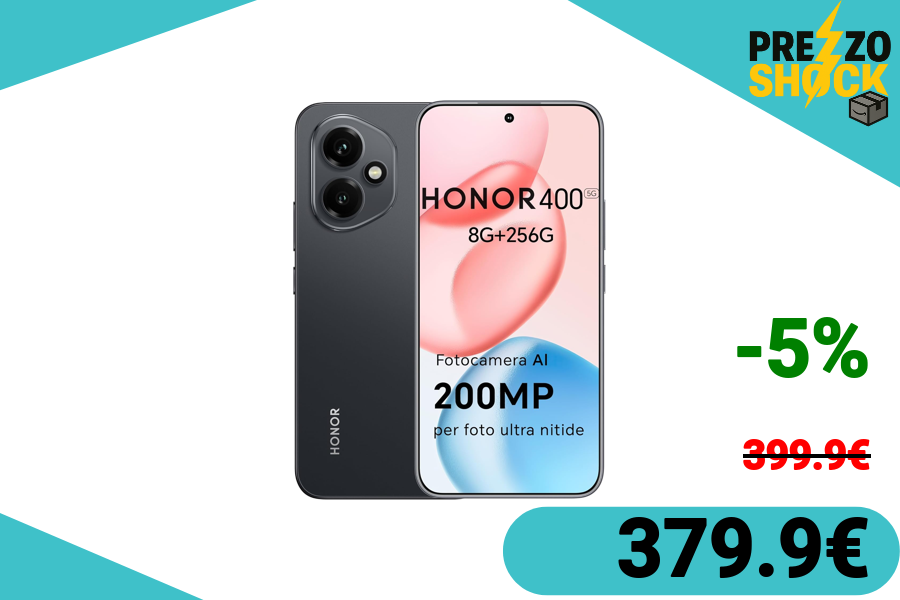 PREZZO
SHOCK
HONOR 400 5G
8G+256G
Fotocamera AI
200MP
per foto ultra nitide
HONOR
-5%
399.9€
379.9€